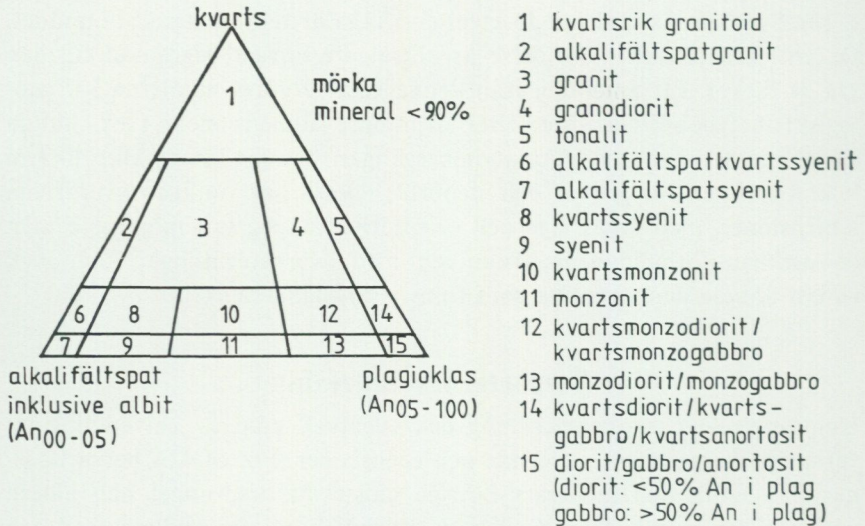 kvarts
mörka
mineral <90%
1
2
3
4
5
6
8
10
12
14
7
9
11
13
15
alkalifältspat
inklusive albit
(An00-05)
plagioklas
(An05-100)
1 kvartsrik granitoid
2 alkalifältspatgranit
3 granit
4 granodiorit
5 tonalit
6 alkalifältspatkvartssyenit
7 alkalifältspatsyenit
8 kvartssyenit
9 syenit
10 kvartsmonzonit
11 monzonit
12 kvartsmonzodiorit/
kvartsmonzogabbro
13 monzodiorit/monzogabbro
14 kvartsdiorit/kvarts-
gabbro/kvartsanortosit
15 diorit/gabbro/anortosit
(diorit: <50% An i plag
gabbro: >50% An i plag)